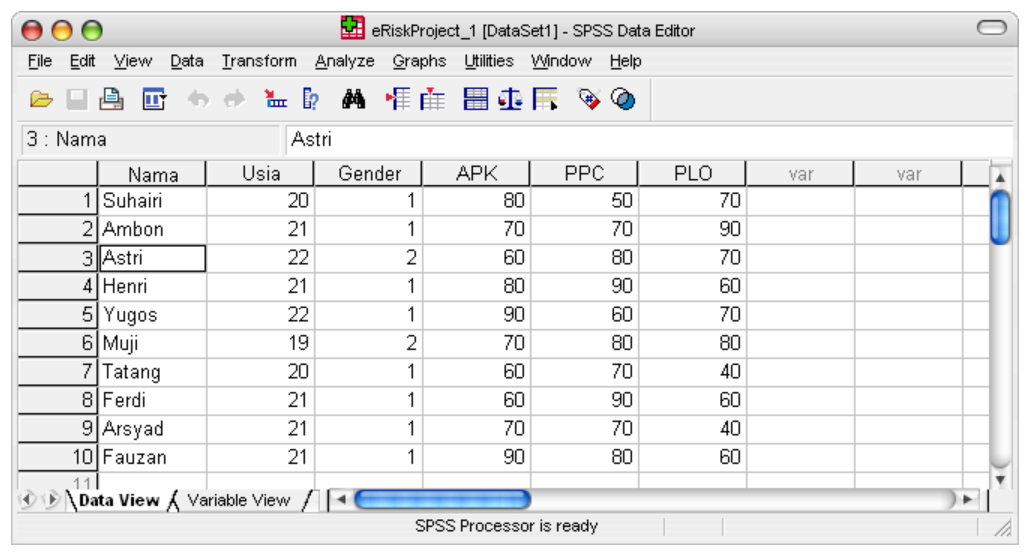 eRiskProject_1 [DataSet1] - SPSS Data Editor
File Edit View Data Transform Analyze Graphs Utilities Window Help
3 : Nama Astri
Nama Usia Gender APK PPC PLO var var
1 Suhairi 20 1 80 50 70
2 Ambon 21 1 70 70 90
3 Astri 22 2 60 80 70
4 Henri 21 1 80 90 60
5 Yugos 22 1 90 60 70
6 Muji 19 2 70 80 80
7 Tatang 20 1 60 70 40
8 Ferdi 21 1 60 90 60
9 Arsyad 21 1 70 70 40
10 Fauzan 21 1 90 80 60
11
Data View Variable View
SPSS Processor is ready